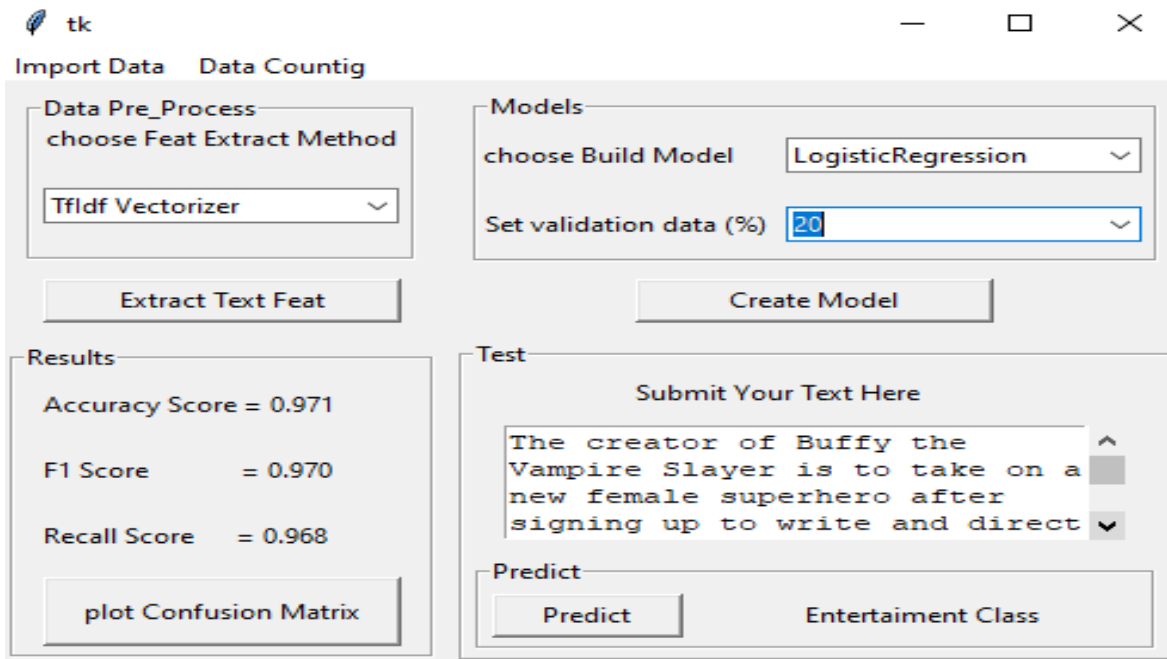 tk
Import Data Data Countig
Data Pre_Process
choose Feat Extract Method
TfIdf Vectorizer
Extract Text Feat
Models
choose Build Model LogisticRegression
Set validation data (%) 20
Create Model
Results
Accuracy Score = 0.971
F1 Score = 0.970
Recall Score = 0.968
plot Confusion Matrix
Test
Submit Your Text Here
The creator of Buffy the
Vampire Slayer is to take on a
new female superhero after
signing up to write and direct
Predict
Predict Entertaiment Class